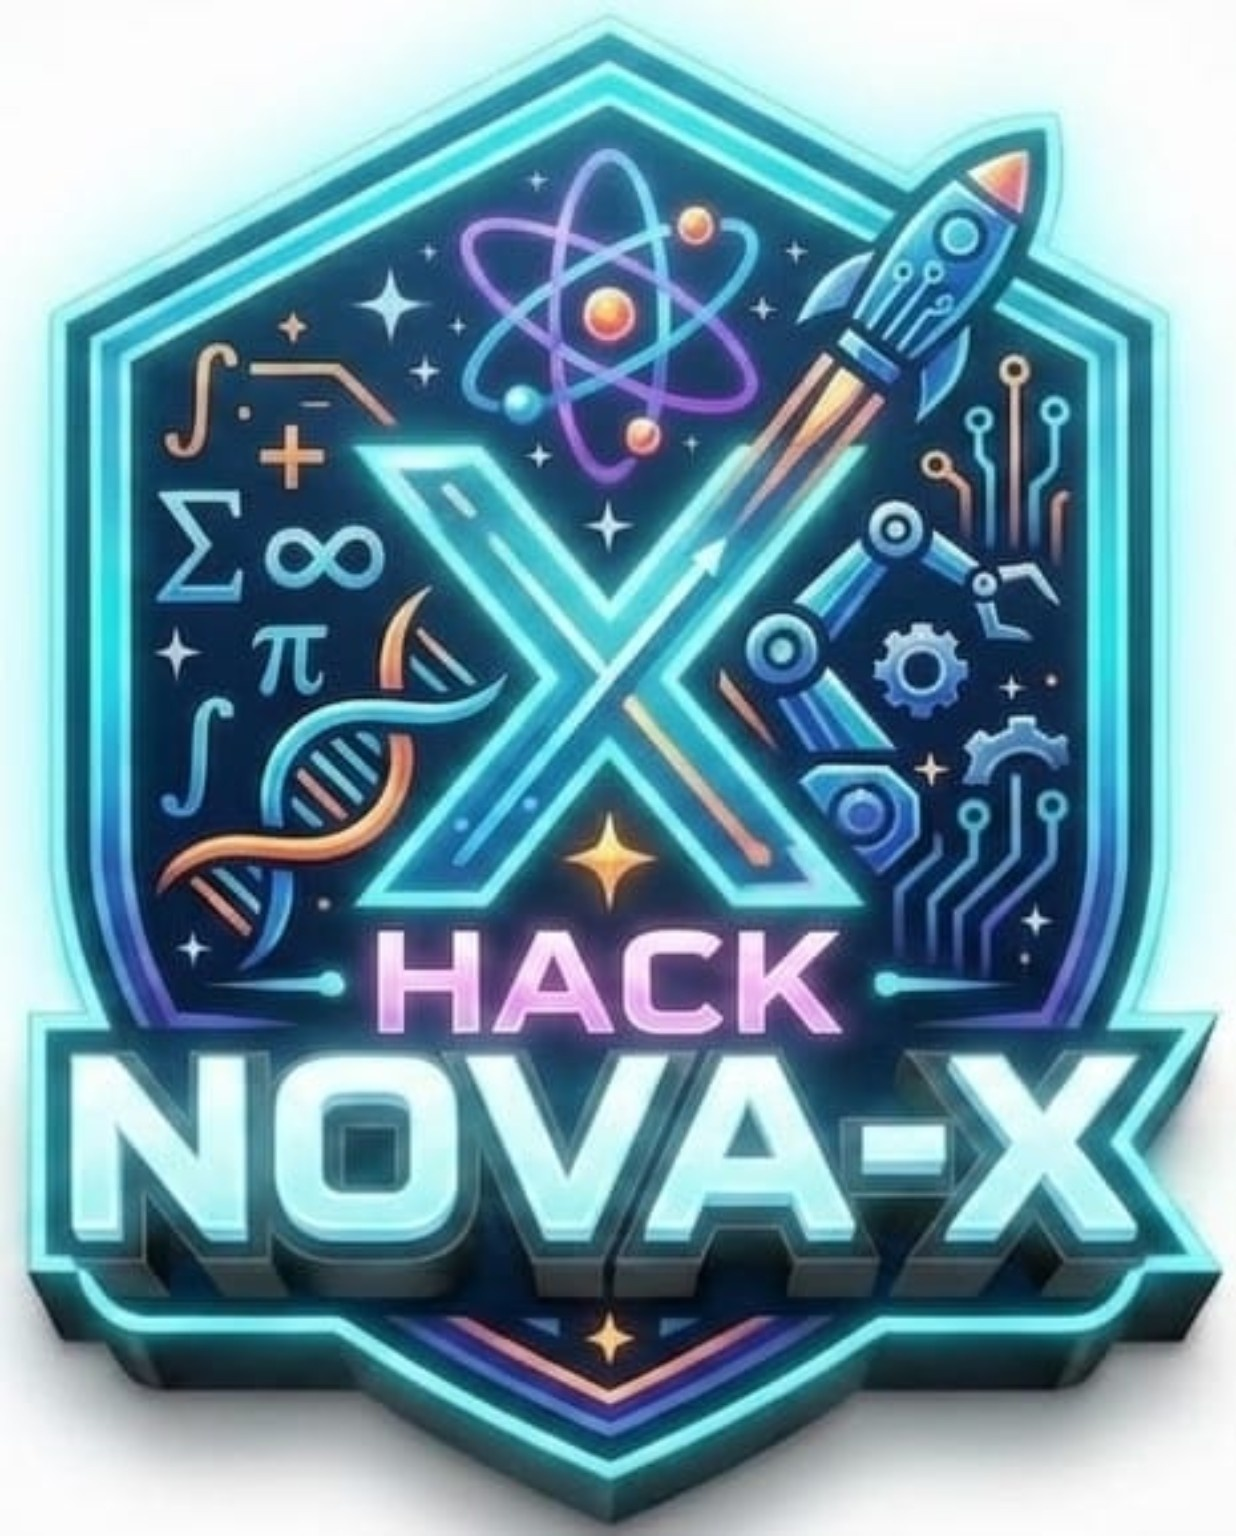 ∫
+
Σ ∞
π
∫
X
HACK
NOVA-X